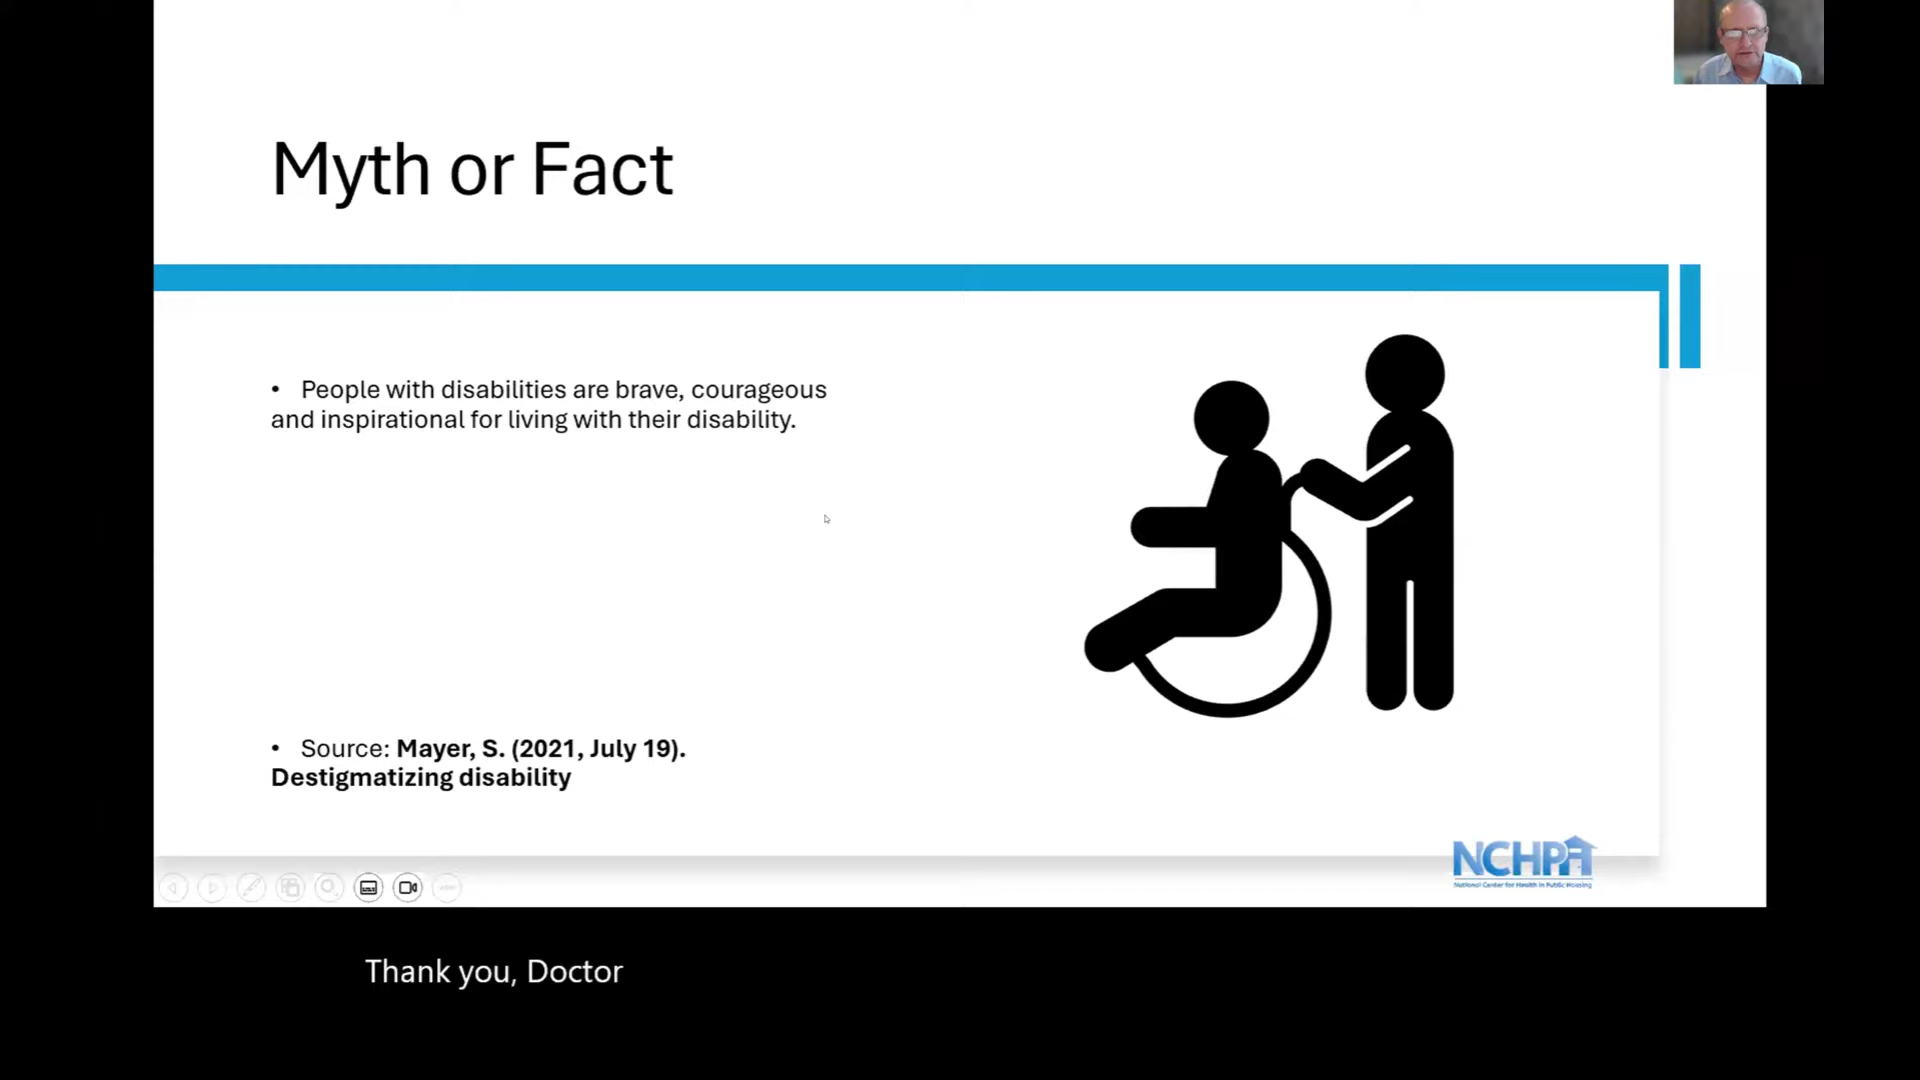 Myth or Fact
• People with disabilities are brave, courageous
and inspirational for living with their disability.
• Source: Mayer, S. (2021, July 19).
Destigmatizing disability
NCHPH
National Center for Health in Public Housing
Thank you, Doctor